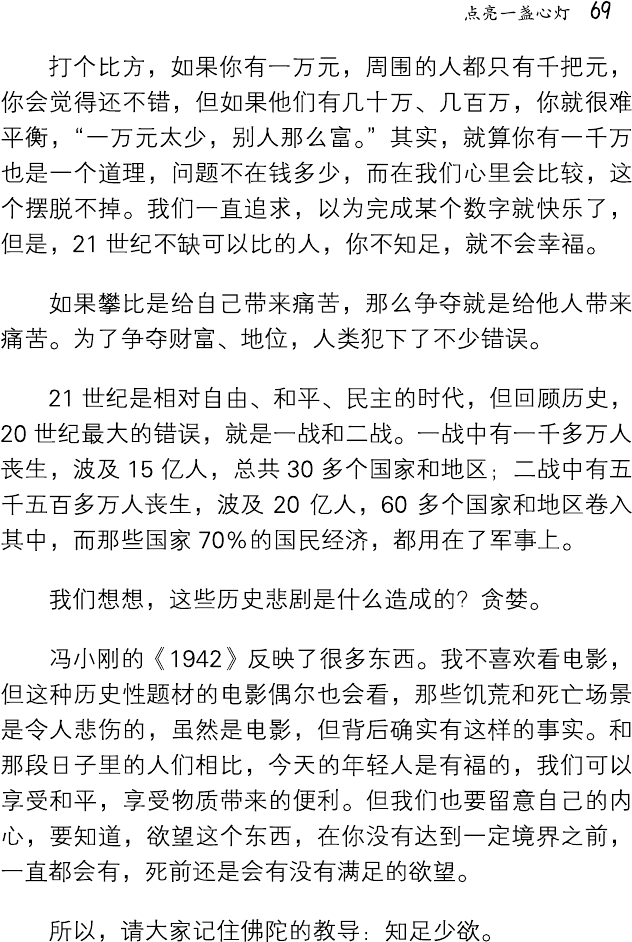 点亮一盏心灯 69
打个比方，如果你有一万元，周围的人都只有千把元，
你会觉得还不错，但如果他们有几十万、几百万，你就很难
平衡，“一万元太少，别人那么富。”其实，就算你有一千万
也是一个道理，问题不在钱多少，而在我们心里会比较，这
个摆脱不掉。我们一直追求，以为完成某个数字就快乐了，
但是，21 世纪不缺可以比的人，你不知足，就不会幸福。
如果攀比是给自己带来痛苦，那么争夺就是给他人带来
痛苦。为了争夺财富、地位，人类犯下了不少错误。
21 世纪是相对自由、和平、民主的时代，但回顾历史，
20 世纪最大的错误，就是一战和二战。一战中有一千多万人
丧生，波及 15 亿人，总共 30 多个国家和地区；二战中有五
千五百多万人丧生，波及 20 亿人，60 多个国家和地区卷入
其中，而那些国家 70%的国民经济，都用在了军事上。
我们想想，这些历史悲剧是什么造成的？贪婪。
冯小刚的《1942》反映了很多东西。我不喜欢看电影，
但这种历史性题材的电影偶尔也会看，那些饥荒和死亡场景
是令人悲伤的，虽然是电影，但背后确实有这样的事实。和
那段日子里的人们相比，今天的年轻人是有福的，我们可以
享受和平，享受物质带来的便利。但我们也要留意自己的内
心，要知道，欲望这个东西，在你没有达到一定境界之前，
一直都会有，死前还是会有没有满足的欲望。
所以，请大家记住佛陀的教导：知足少欲。